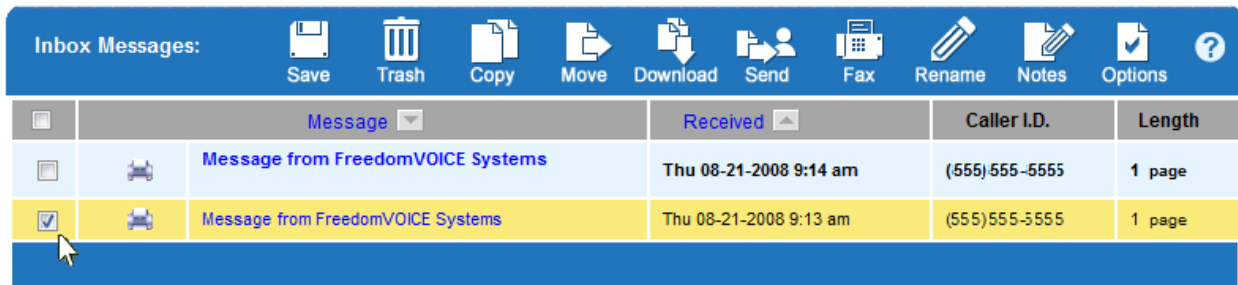 Inbox Messages:
Save Trash Copy Move Download Send Fax Rename Notes Options ?
Message Received Caller I.D. Length
Message from FreedomVOICE Systems Thu 08-21-2008 9:14 am (555)555-5555 1 page
Message from FreedomVOICE Systems Thu 08-21-2008 9:13 am (555)555-5555 1 page